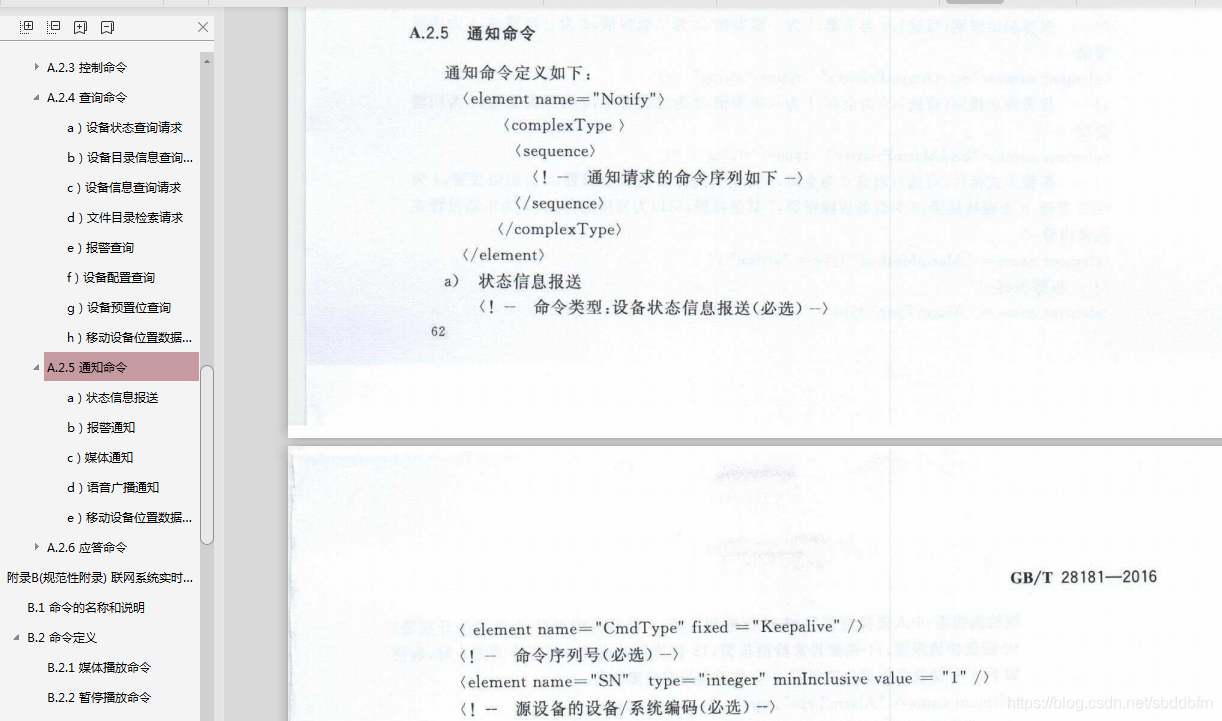 A.2.3 控制命令
A.2.4 查询命令
a）设备状态查询请求
b）设备目录信息查询...
c）设备信息查询请求
d）文件目录检索请求
e）报警查询
f）设备配置查询
g）设备预置位查询
h）移动设备位置数据...
A.2.5 通知命令
a）状态信息报送
b）报警通知
c）媒体通知
d）语音广播通知
e）移动设备位置数据...
A.2.6 应答命令
附录B(规范性附录) 联网系统实时...
B.1 命令的名称和说明
B.2 命令定义
B.2.1 媒体播放命令
B.2.2 暂停播放命令
A.2.5 通知命令
通知命令定义如下：
〈element name="Notify"〉
〈complexType 〉
〈sequence〉
〈! – 通知请求的命令序列如下 –〉
〈/sequence〉
〈/complexType〉
〈/element〉
a） 状态信息报送
〈! – 命令类型:设备状态信息报送(必选) –〉
62
GB/T 28181—2016
〈 element name="CmdType" fixed ="Keepalive" /〉
〈! – 命令序列号(必选) –〉
〈element name="SN" type="integer" minInclusive value = "1" /〉
〈! – 源设备的设备/系统编码(必选) –〉
https://blog.csdn.net/sbddbfm